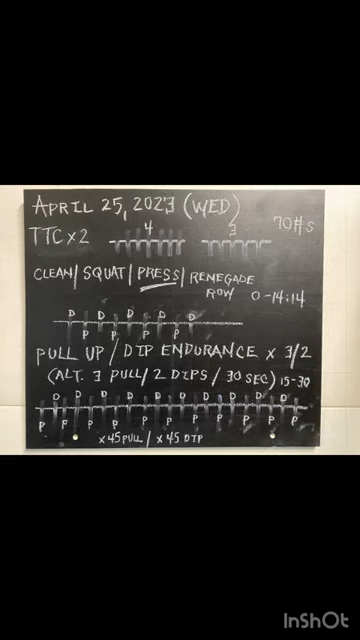 APRIL 25, 2023 (WED)
TTC x 2 4 3 70#s
CLEAN/ SQUAT/ PRESS/ RENEGADE
ROW 0-14:14
D D D D D
P P P P
PULL UP / DIP ENDURANCE x 3/2
(ALT. 3 PULL/ 2 DIPS / 30 SEC) 15-30
D D D D D D D D D D
P P P P P P P P P P P
x 45 PULL / x 45 DIP
InShOt